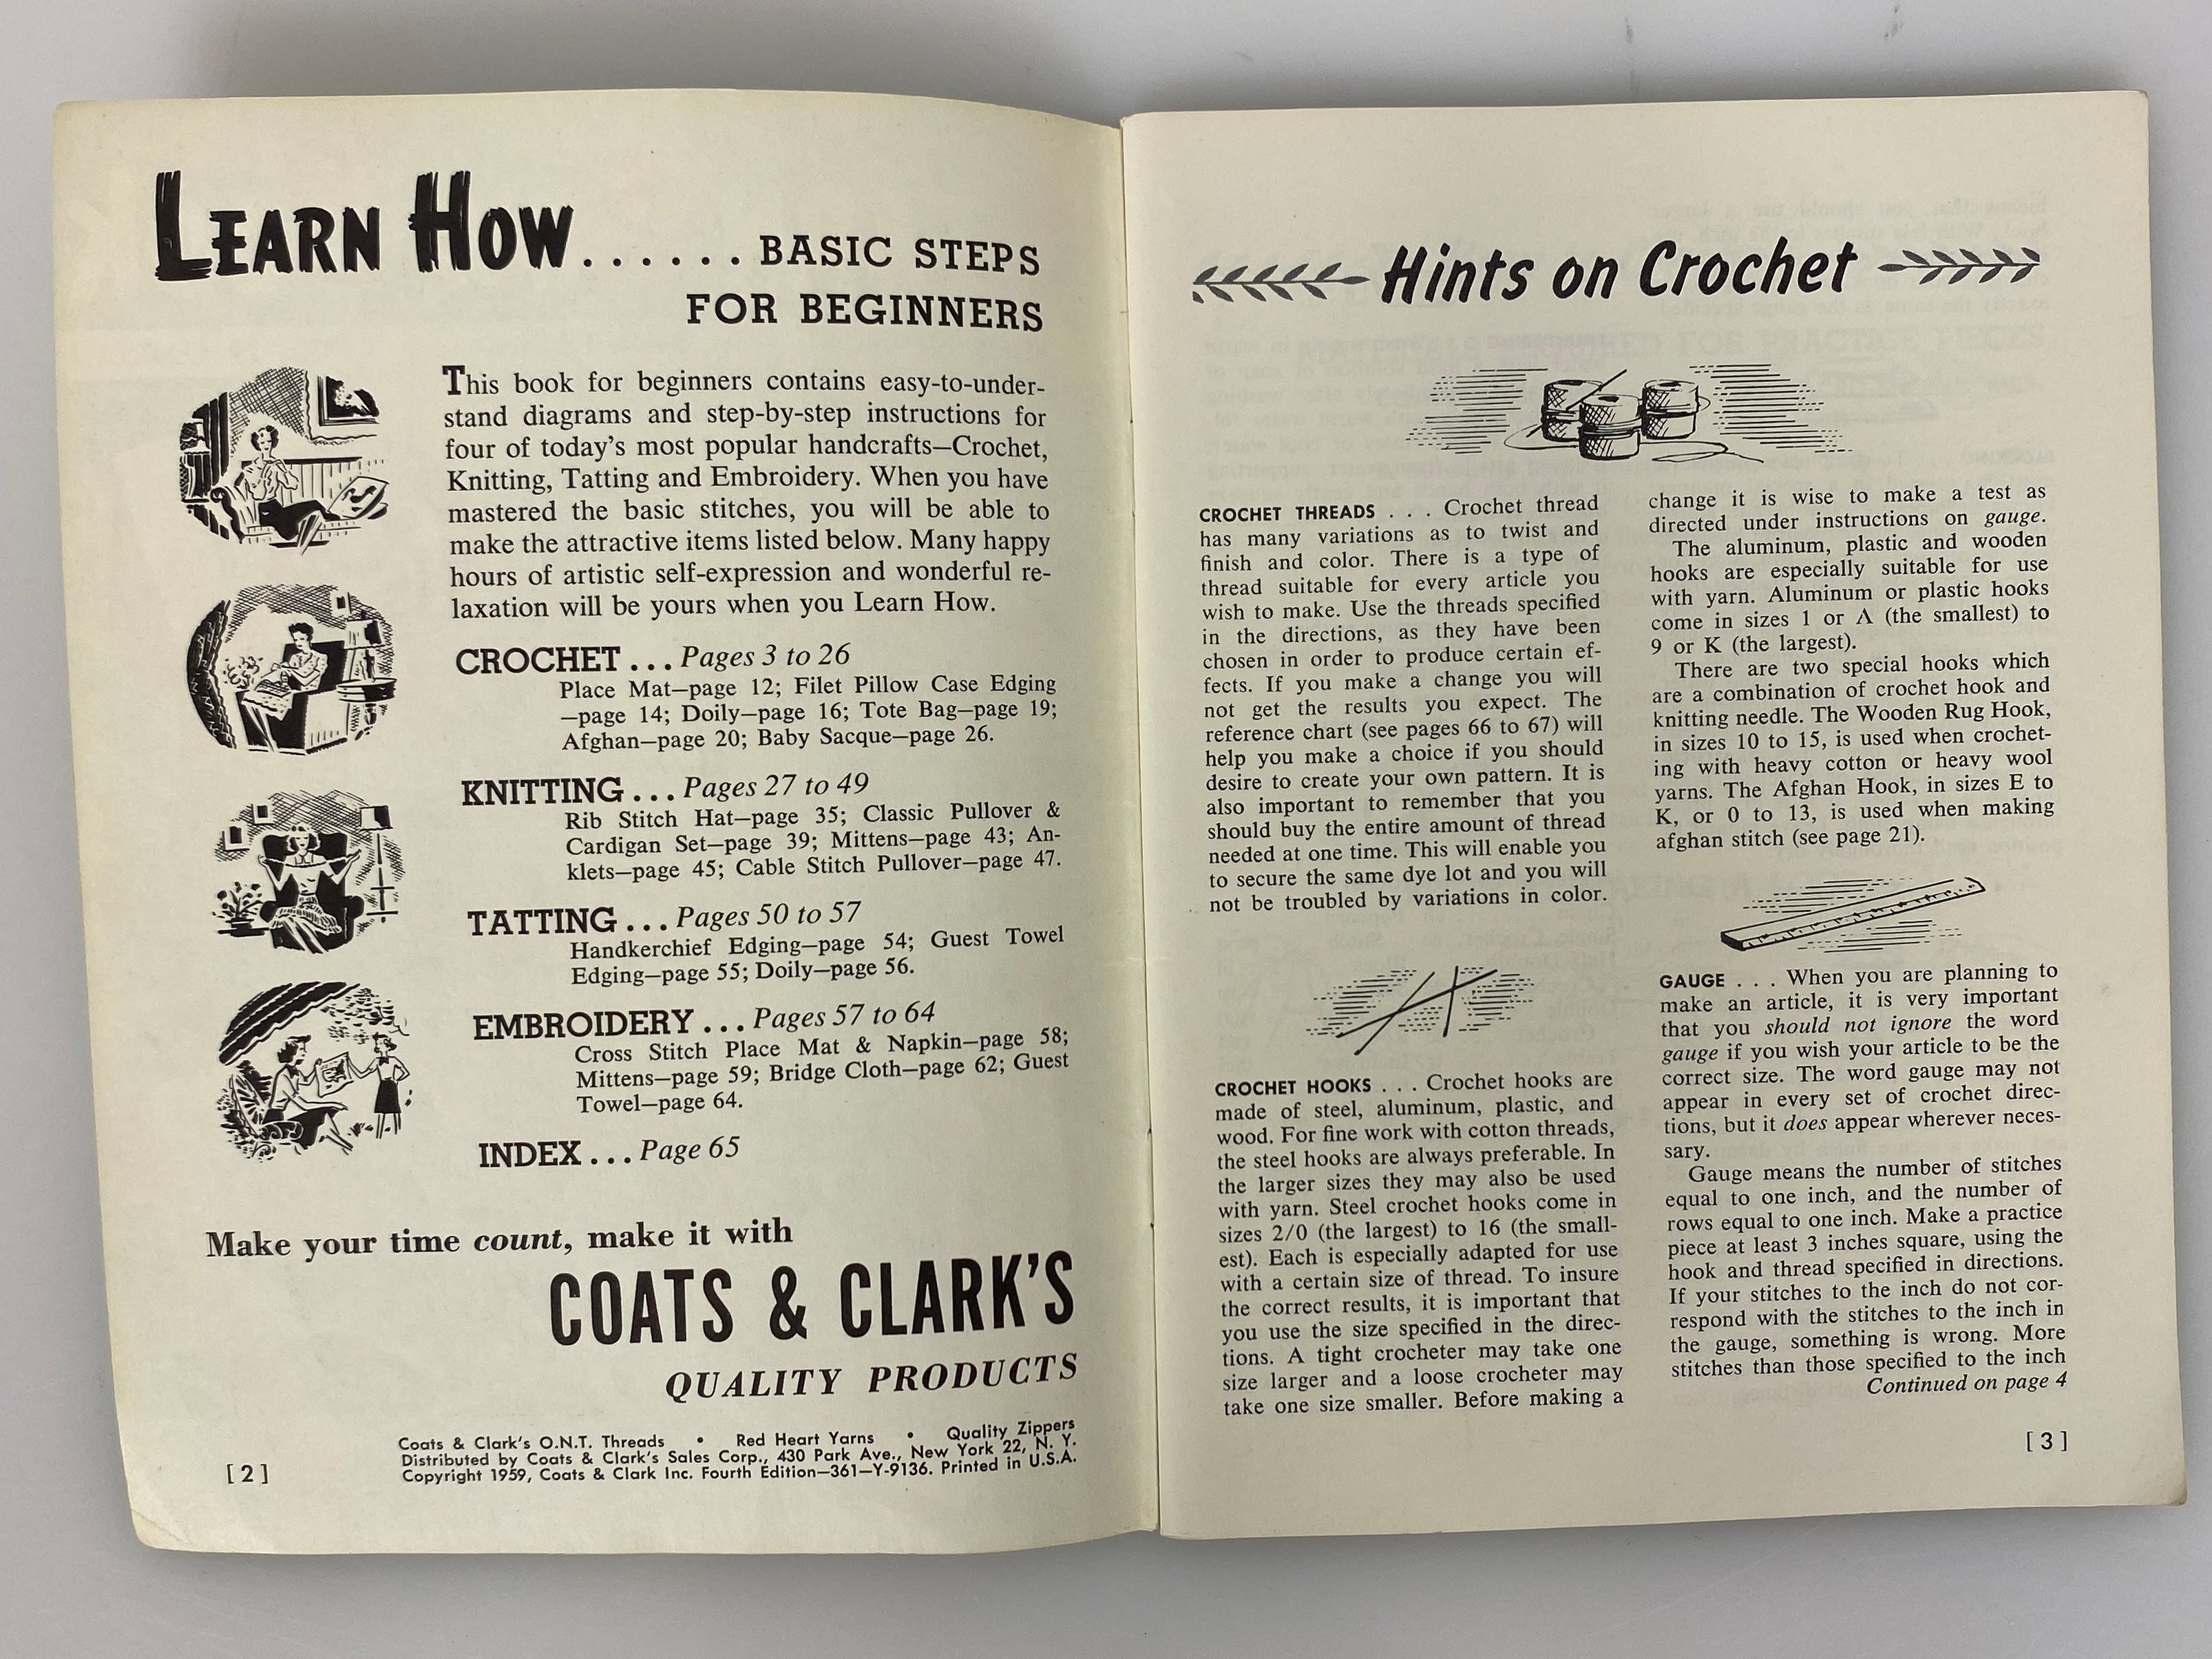 LEARN HOW......BASIC STEPS
FOR BEGINNERS
This book for beginners contains easy-to-under-
stand diagrams and step-by-step instructions for
four of today's most popular handcrafts—Crochet,
Knitting, Tatting and Embroidery. When you have
mastered the basic stitches, you will be able to
make the attractive items listed below. Many happy
hours of artistic self-expression and wonderful re-
laxation will be yours when you Learn How.
CROCHET ... Pages 3 to 26
Place Mat—page 12; Filet Pillow Case Edging
—page 14; Doily—page 16; Tote Bag—page 19;
Afghan—page 20; Baby Sacque—page 26.
KNITTING ... Pages 27 to 49
Rib Stitch Hat—page 35; Classic Pullover &
Cardigan Set—page 39; Mittens—page 43; An-
klets—page 45; Cable Stitch Pullover—page 47.
TATTING ... Pages 50 to 57
Handkerchief Edging—page 54; Guest Towel
Edging—page 55; Doily—page 56.
EMBROIDERY ... Pages 57 to 64
Cross Stitch Place Mat & Napkin—page 58;
Mittens—page 59; Bridge Cloth—page 62; Guest
Towel—page 64.
INDEX ... Page 65
Make your time count, make it with
COATS & CLARK'S
QUALITY PRODUCTS
Coats & Clark's O.N.T. Threads • Red Heart Yarns • Quality Zippers
Distributed by Coats & Clark's Sales Corp., 430 Park Ave., New York 22, N. Y.
Copyright 1959, Coats & Clark Inc. Fourth Edition—361—Y-9136. Printed in U.S.A.
[2]
Hints on Crochet
CROCHET THREADS . . . Crochet thread
has many variations as to twist and
finish and color. There is a type of
thread suitable for every article you
wish to make. Use the threads specified
in the directions, as they have been
chosen in order to produce certain ef-
fects. If you make a change you will
not get the results you expect. The
reference chart (see pages 66 to 67) will
help you make a choice if you should
desire to create your own pattern. It is
also important to remember that you
should buy the entire amount of thread
needed at one time. This will enable you
to secure the same dye lot and you will
not be troubled by variations in color.
CROCHET HOOKS . . . Crochet hooks are
made of steel, aluminum, plastic, and
wood. For fine work with cotton threads,
the steel hooks are always preferable. In
the larger sizes they may also be used
with yarn. Steel crochet hooks come in
sizes 2/0 (the largest) to 16 (the small-
est). Each is especially adapted for use
with a certain size of thread. To insure
the correct results, it is important that
you use the size specified in the direc-
tions. A tight crocheter may take one
size larger and a loose crocheter may
take one size smaller. Before making a
change it is wise to make a test as
directed under instructions on gauge.
The aluminum, plastic and wooden
hooks are especially suitable for use
with yarn. Aluminum or plastic hooks
come in sizes 1 or A (the smallest) to
9 or K (the largest).
There are two special hooks which
are a combination of crochet hook and
knitting needle. The Wooden Rug Hook,
in sizes 10 to 15, is used when crochet-
ing with heavy cotton or heavy wool
yarns. The Afghan Hook, in sizes E to
K, or 0 to 13, is used when making
afghan stitch (see page 21).
GAUGE . . . When you are planning to
make an article, it is very important
that you should not ignore the word
gauge if you wish your article to be the
correct size. The word gauge may not
appear in every set of crochet direc-
tions, but it does appear wherever neces-
sary.
Gauge means the number of stitches
equal to one inch, and the number of
rows equal to one inch. Make a practice
piece at least 3 inches square, using the
hook and thread specified in directions.
If your stitches to the inch do not cor-
respond with the stitches to the inch in
the gauge, something is wrong. More
stitches than those specified to the inch
Continued on page 4
[3]